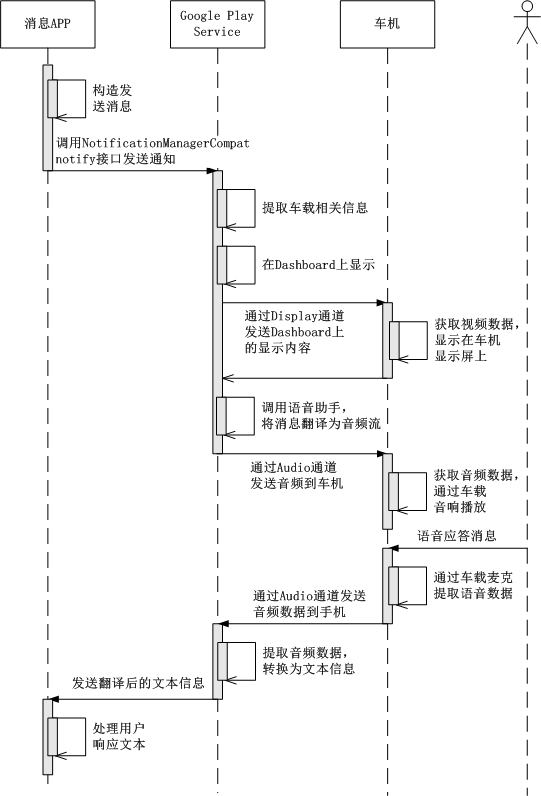 消息APP
Google Play
Service
车机
构造发
送消息
调用NotificationManagerCompat
notify接口发送通知
提取车载相关信息
在Dashboard上显示
通过Display通道
发送Dashboard上
的显示内容
获取视频数据，
显示在车机
显示屏上
调用语音助手，
将消息翻译为音频流
通过Audio通道
发送音频到车机
获取音频数据，
通过车载
音响播放
语音应答消息
通过车载麦克
提取语音数据
通过Audio通道发送
音频数据到手机
提取音频数据，
转换为文本信息
发送翻译后的文本信息
处理用户
响应文本